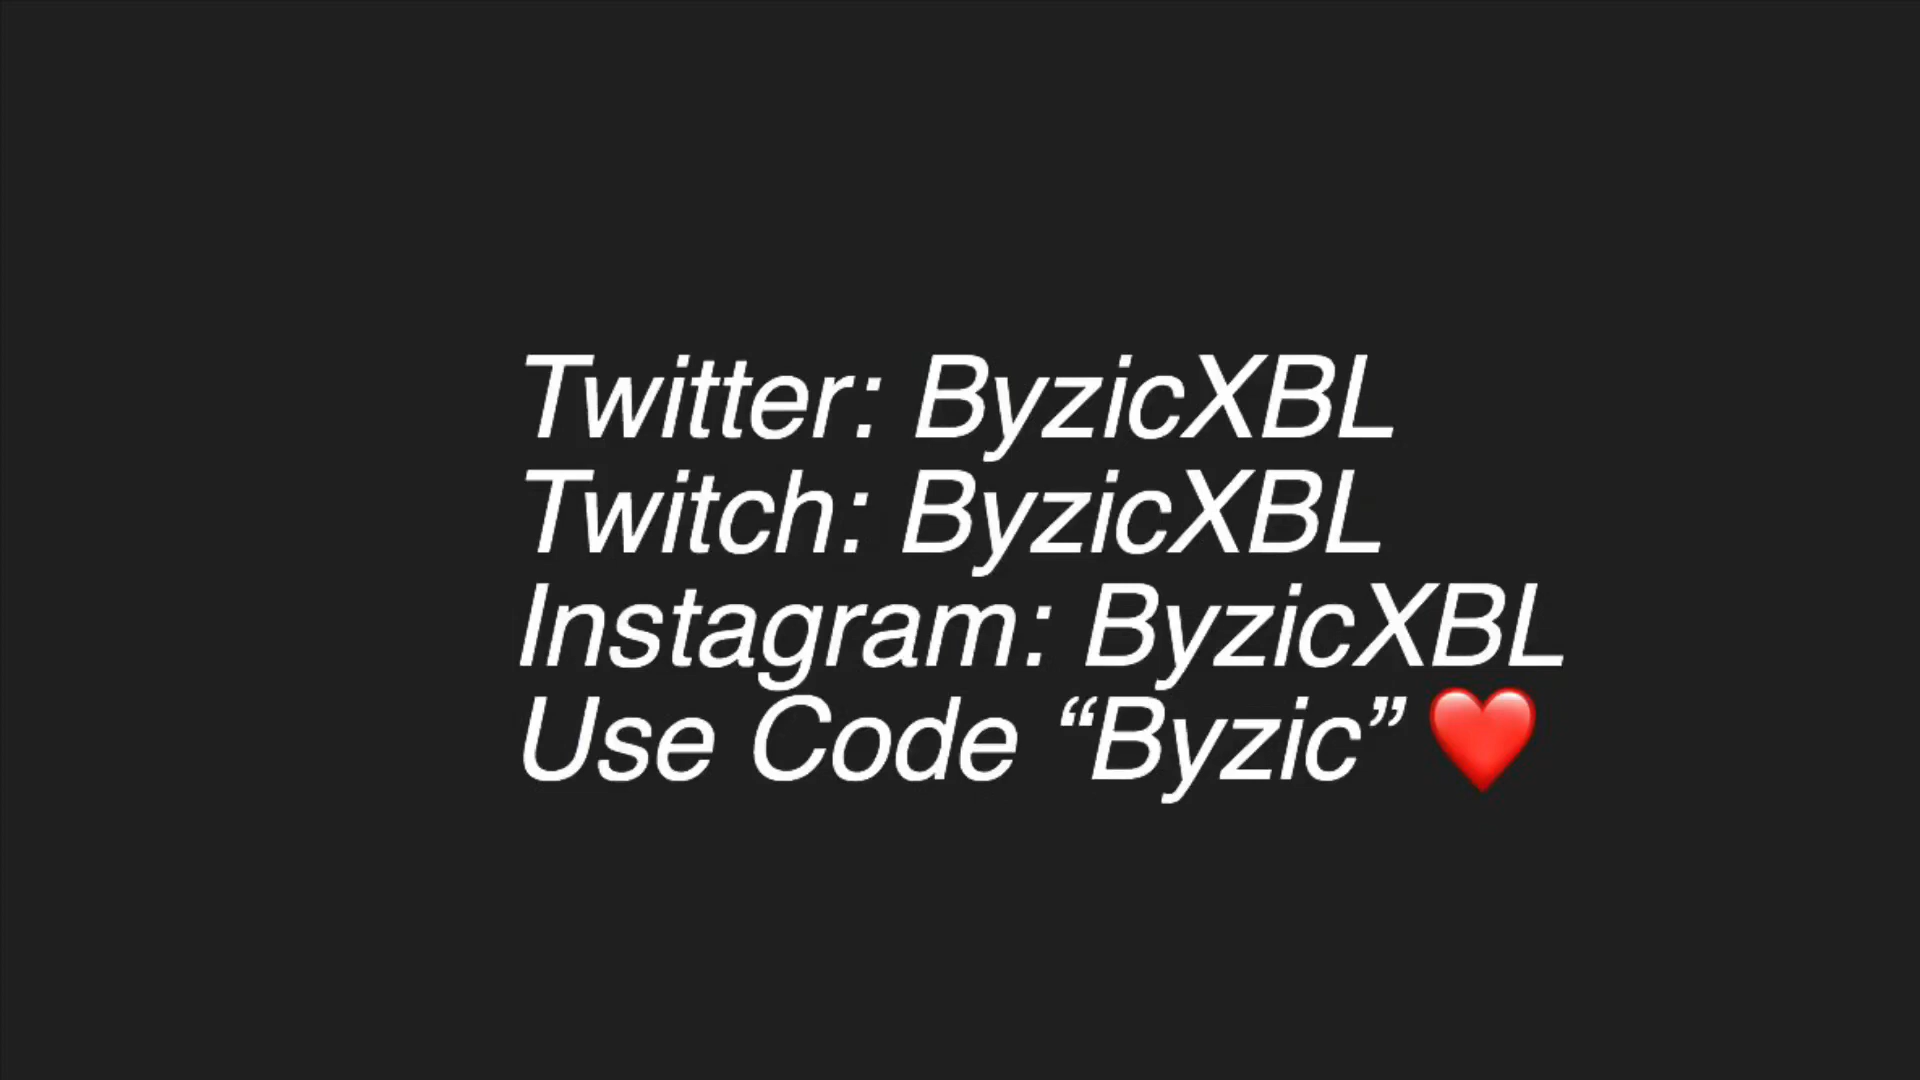 Twitter: ByzicXBL
Twitch: ByzicXBL
Instagram: ByzicXBL
Use Code “Byzic” ❤️